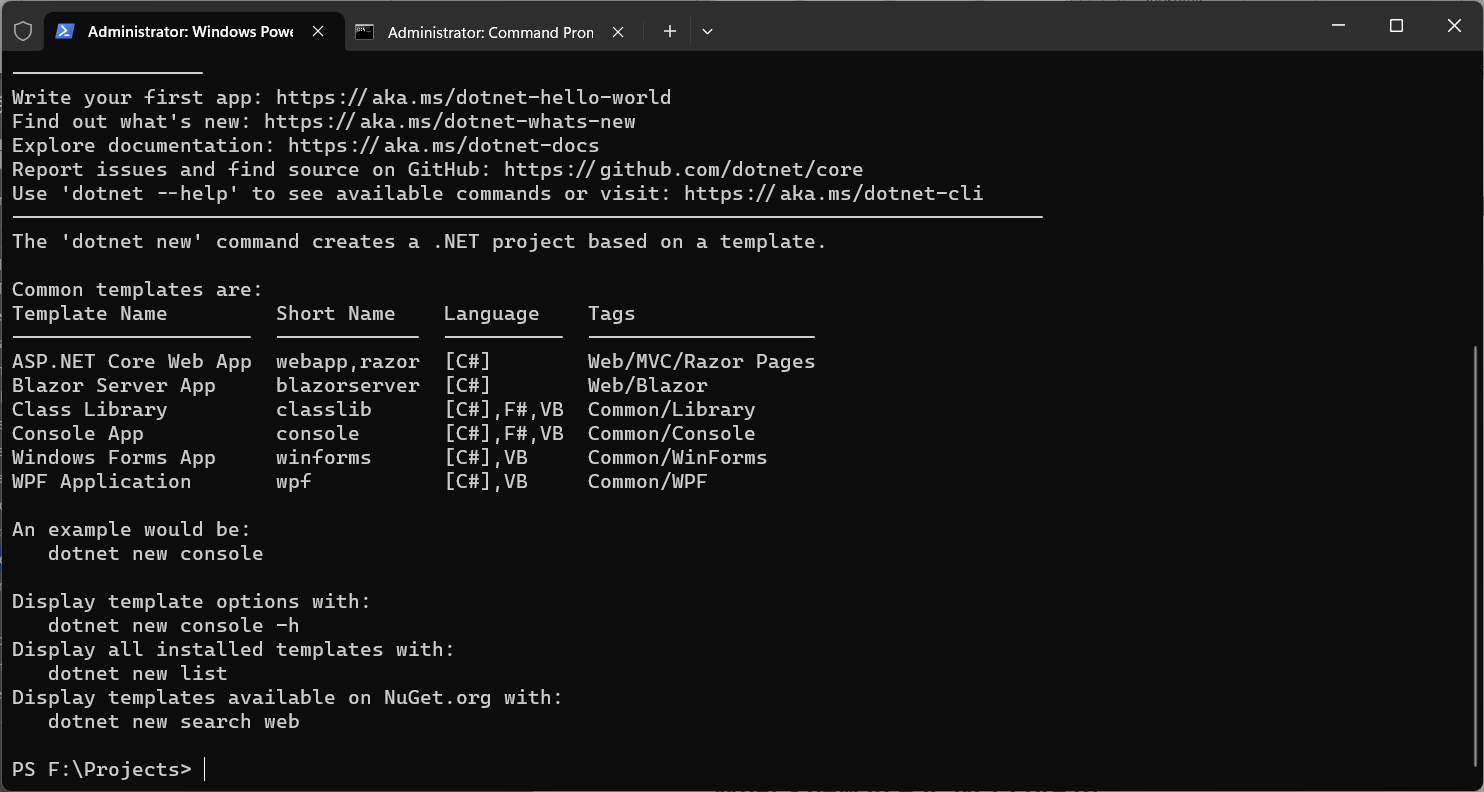 Administrator: Windows Powe
Administrator: Command Pron
Write your first app: https://aka.ms/dotnet-hello-world
Find out what's new: https://aka.ms/dotnet-whats-new
Explore documentation: https://aka.ms/dotnet-docs
Report issues and find source on GitHub: https://github.com/dotnet/core
Use 'dotnet --help' to see available commands or visit: https://aka.ms/dotnet-cli
The 'dotnet new' command creates a .NET project based on a template.
Common templates are:
Template Name Short Name Language Tags
ASP.NET Core Web App webapp,razor [C#] Web/MVC/Razor Pages
Blazor Server App blazorserver [C#] Web/Blazor
Class Library classlib [C#],F#,VB Common/Library
Console App console [C#],F#,VB Common/Console
Windows Forms App winforms [C#],VB Common/WinForms
WPF Application wpf [C#],VB Common/WPF
An example would be:
dotnet new console
Display template options with:
dotnet new console -h
Display all installed templates with:
dotnet new list
Display templates available on NuGet.org with:
dotnet new search web
PS F:\Projects>